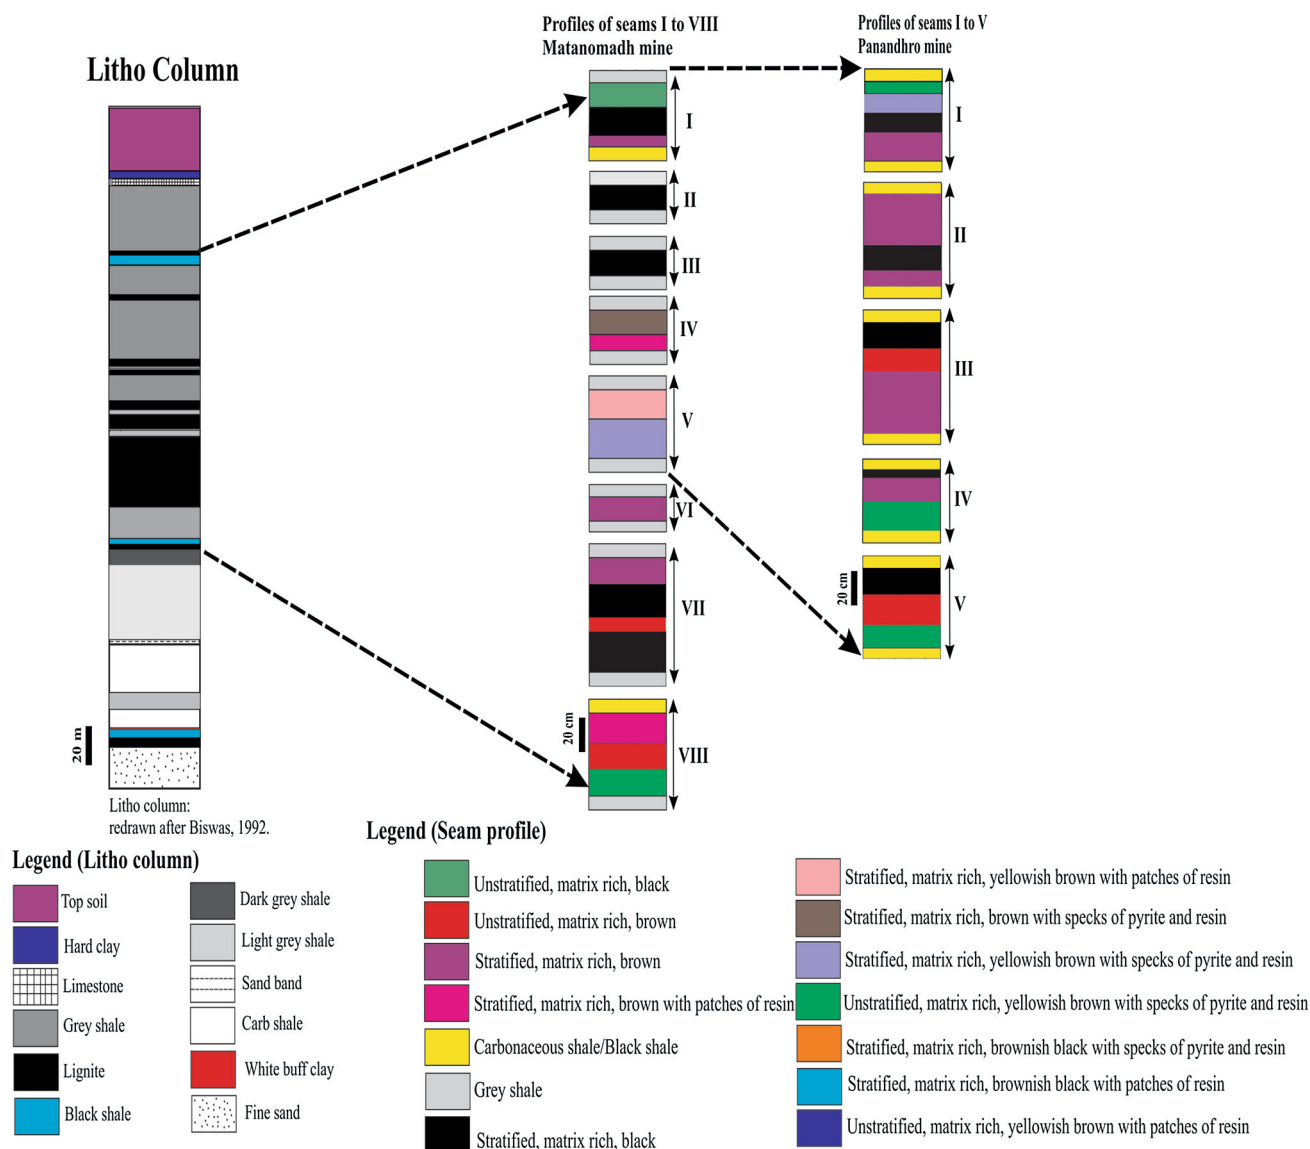 Litho Column
Profiles of seams I to VIII
Matanomadh mine
Profiles of seams I to V
Panandhro mine
I
II
III
IV
V
VI
VII
VIII
20 cm
I
II
III
IV
V
20 cm
20 m
Litho column:
redrawn after Biswas, 1992.
Legend (Litho column)
Top soil
Hard clay
Limestone
Grey shale
Lignite
Black shale
Dark grey shale
Light grey shale
Sand band
Carb shale
White buff clay
Fine sand
Legend (Seam profile)
Unstratified, matrix rich, black
Unstratified, matrix rich, brown
Stratified, matrix rich, brown
Stratified, matrix rich, brown with patches of resin
Carbonaceous shale/Black shale
Grey shale
Stratified, matrix rich, black
Stratified, matrix rich, yellowish brown with patches of resin
Stratified, matrix rich, brown with specks of pyrite and resin
Stratified, matrix rich, yellowish brown with specks of pyrite and resin
Unstratified, matrix rich, yellowish brown with specks of pyrite and resin
Stratified, matrix rich, brownish black with specks of pyrite and resin
Stratified, matrix rich, brownish black with patches of resin
Unstratified, matrix rich, yellowish brown with patches of resin